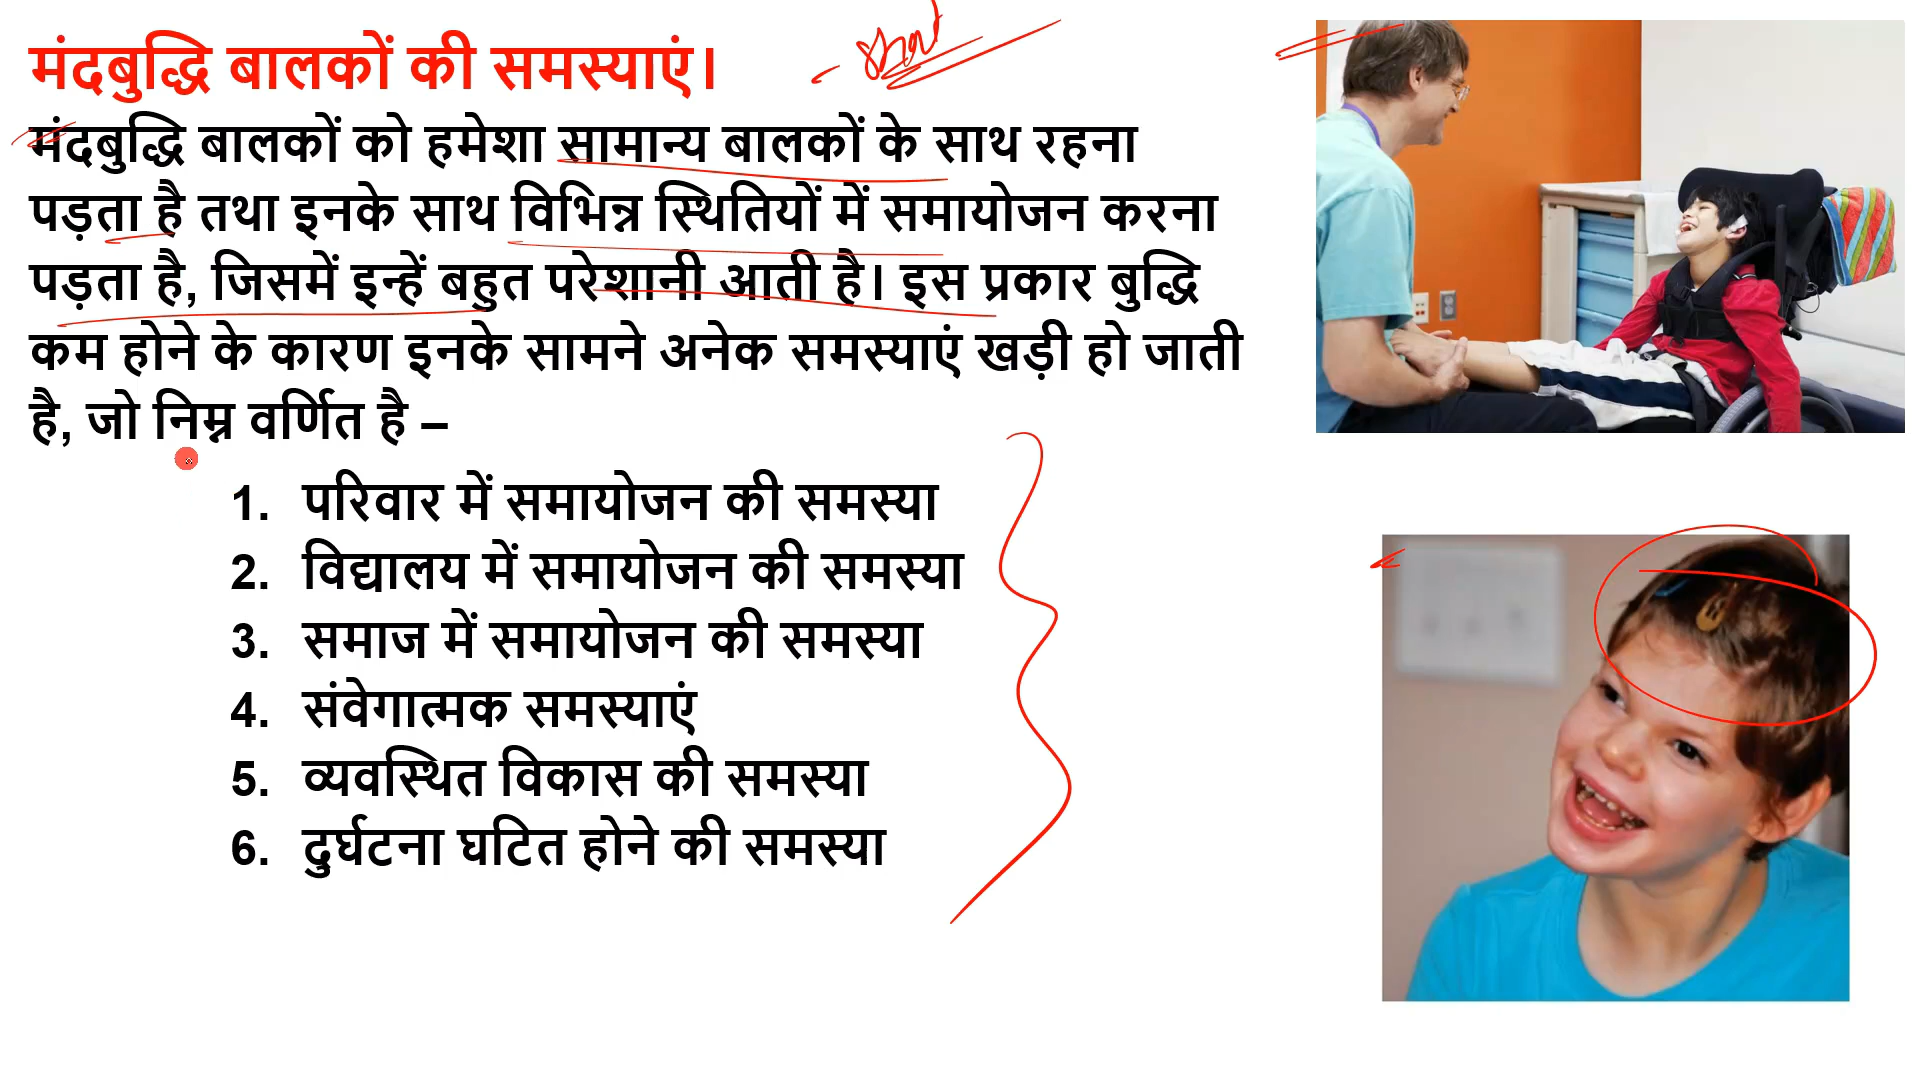 मंदबुद्धि बालकों की समस्याएं।
मंदबुद्धि बालकों को हमेशा सामान्य बालकों के साथ रहना
पड़ता है तथा इनके साथ विभिन्न स्थितियों में समायोजन करना
पड़ता है, जिसमें इन्हें बहुत परेशानी आती है। इस प्रकार बुद्धि
कम होने के कारण इनके सामने अनेक समस्याएं खड़ी हो जाती
है, जो निम्न वर्णित है –
1. परिवार में समायोजन की समस्या
2. विद्यालय में समायोजन की समस्या
3. समाज में समायोजन की समस्या
4. संवेगात्मक समस्याएं
5. व्यवस्थित विकास की समस्या
6. दुर्घटना घटित होने की समस्या